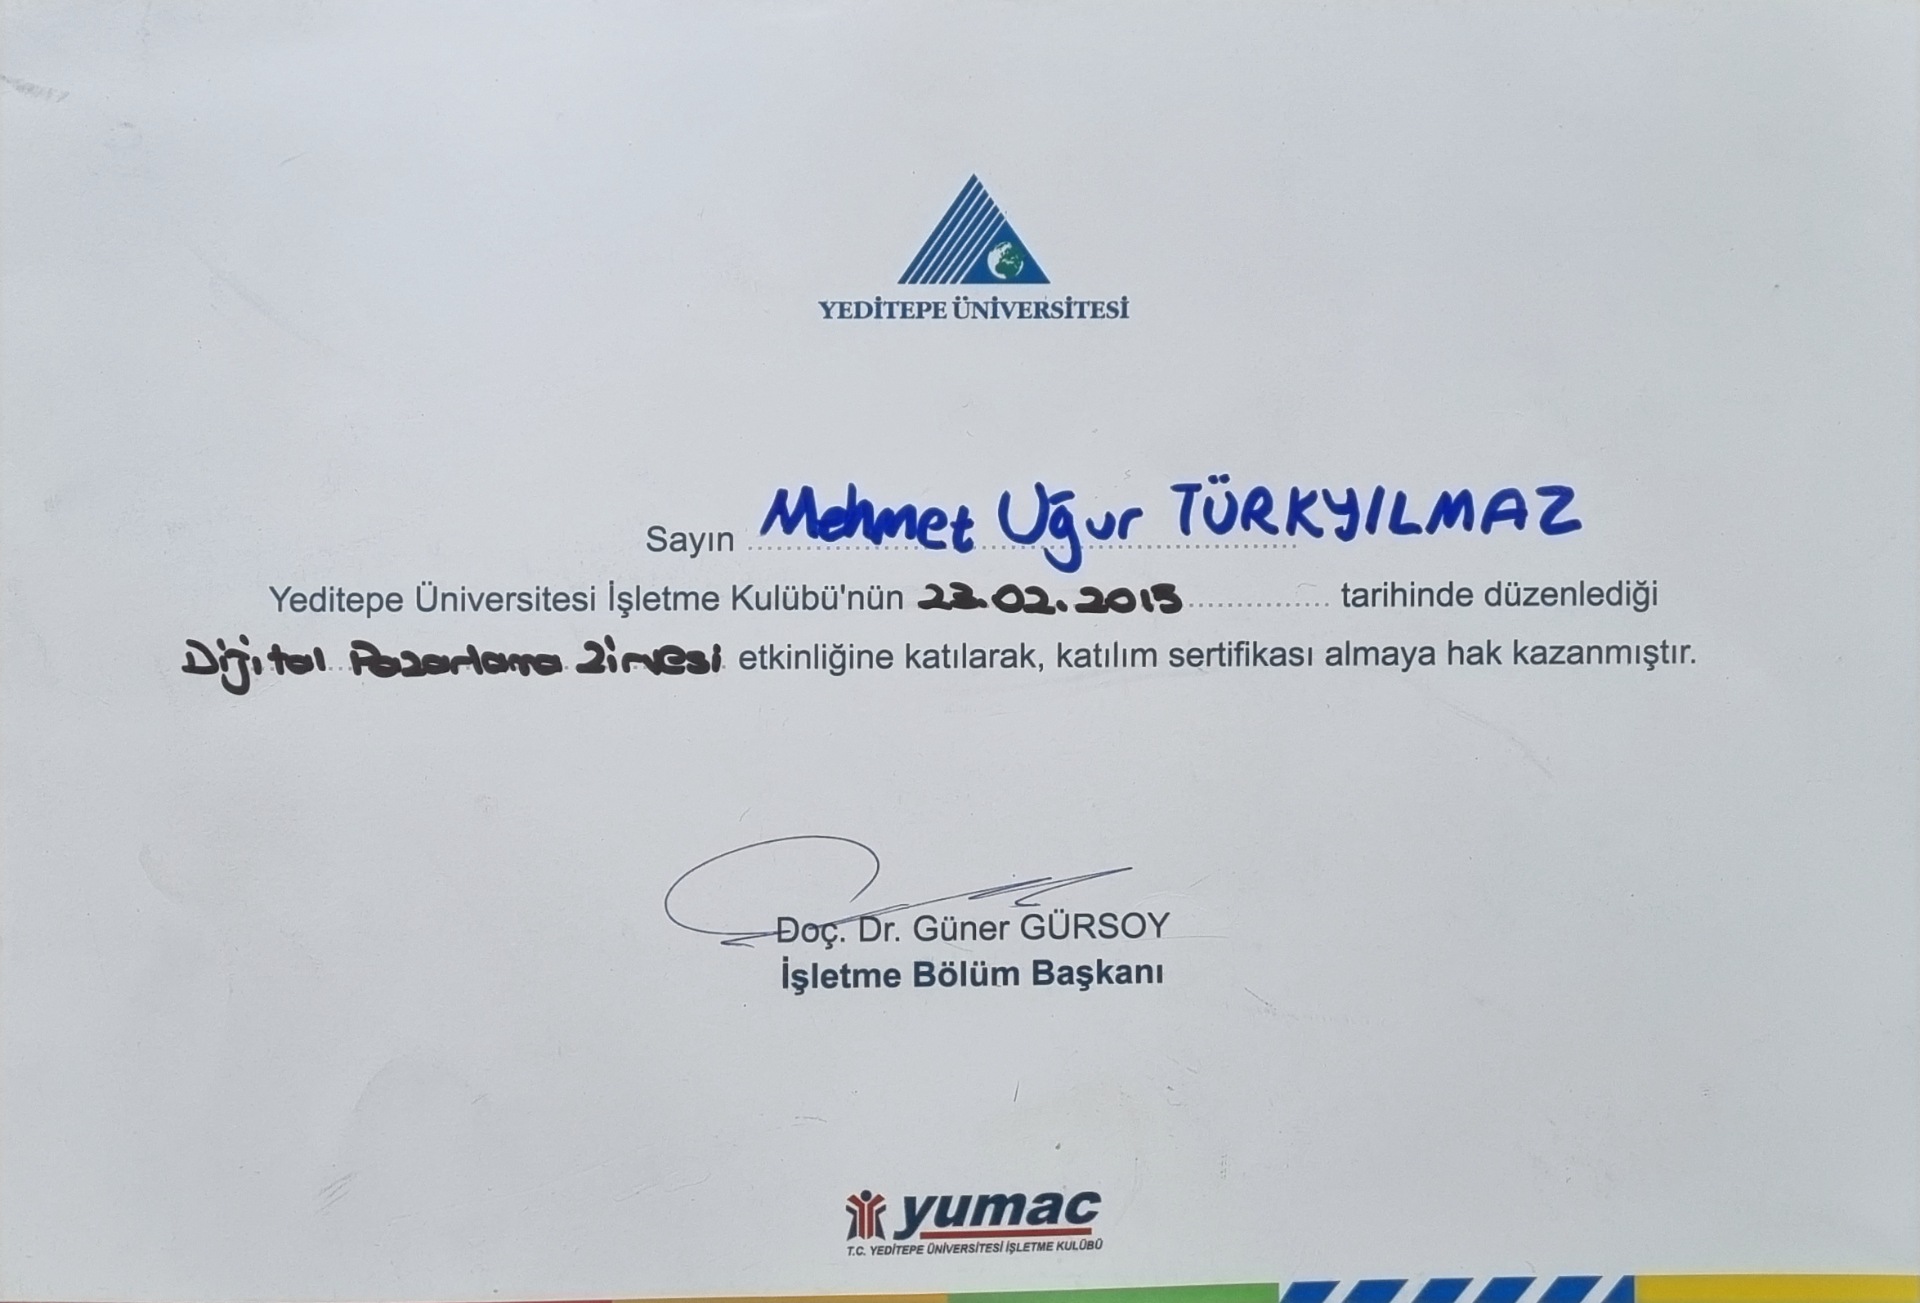 YEDİTEPE ÜNİVERSİTESİ
Sayın Mehmet Uğur TÜRKYILMAZ
Yeditepe Üniversitesi İşletme Kulübü'nün 23.02.2015 tarihinde düzenlediği
Dijital Pazarlama Zirvesi etkinliğine katılarak, katılım sertifikası almaya hak kazanmıştır.
Doç. Dr. Güner GÜRSOY
İşletme Bölüm Başkanı
yumac
T.C. YEDİTEPE ÜNİVERSİTESİ İŞLETME KULÜBÜ